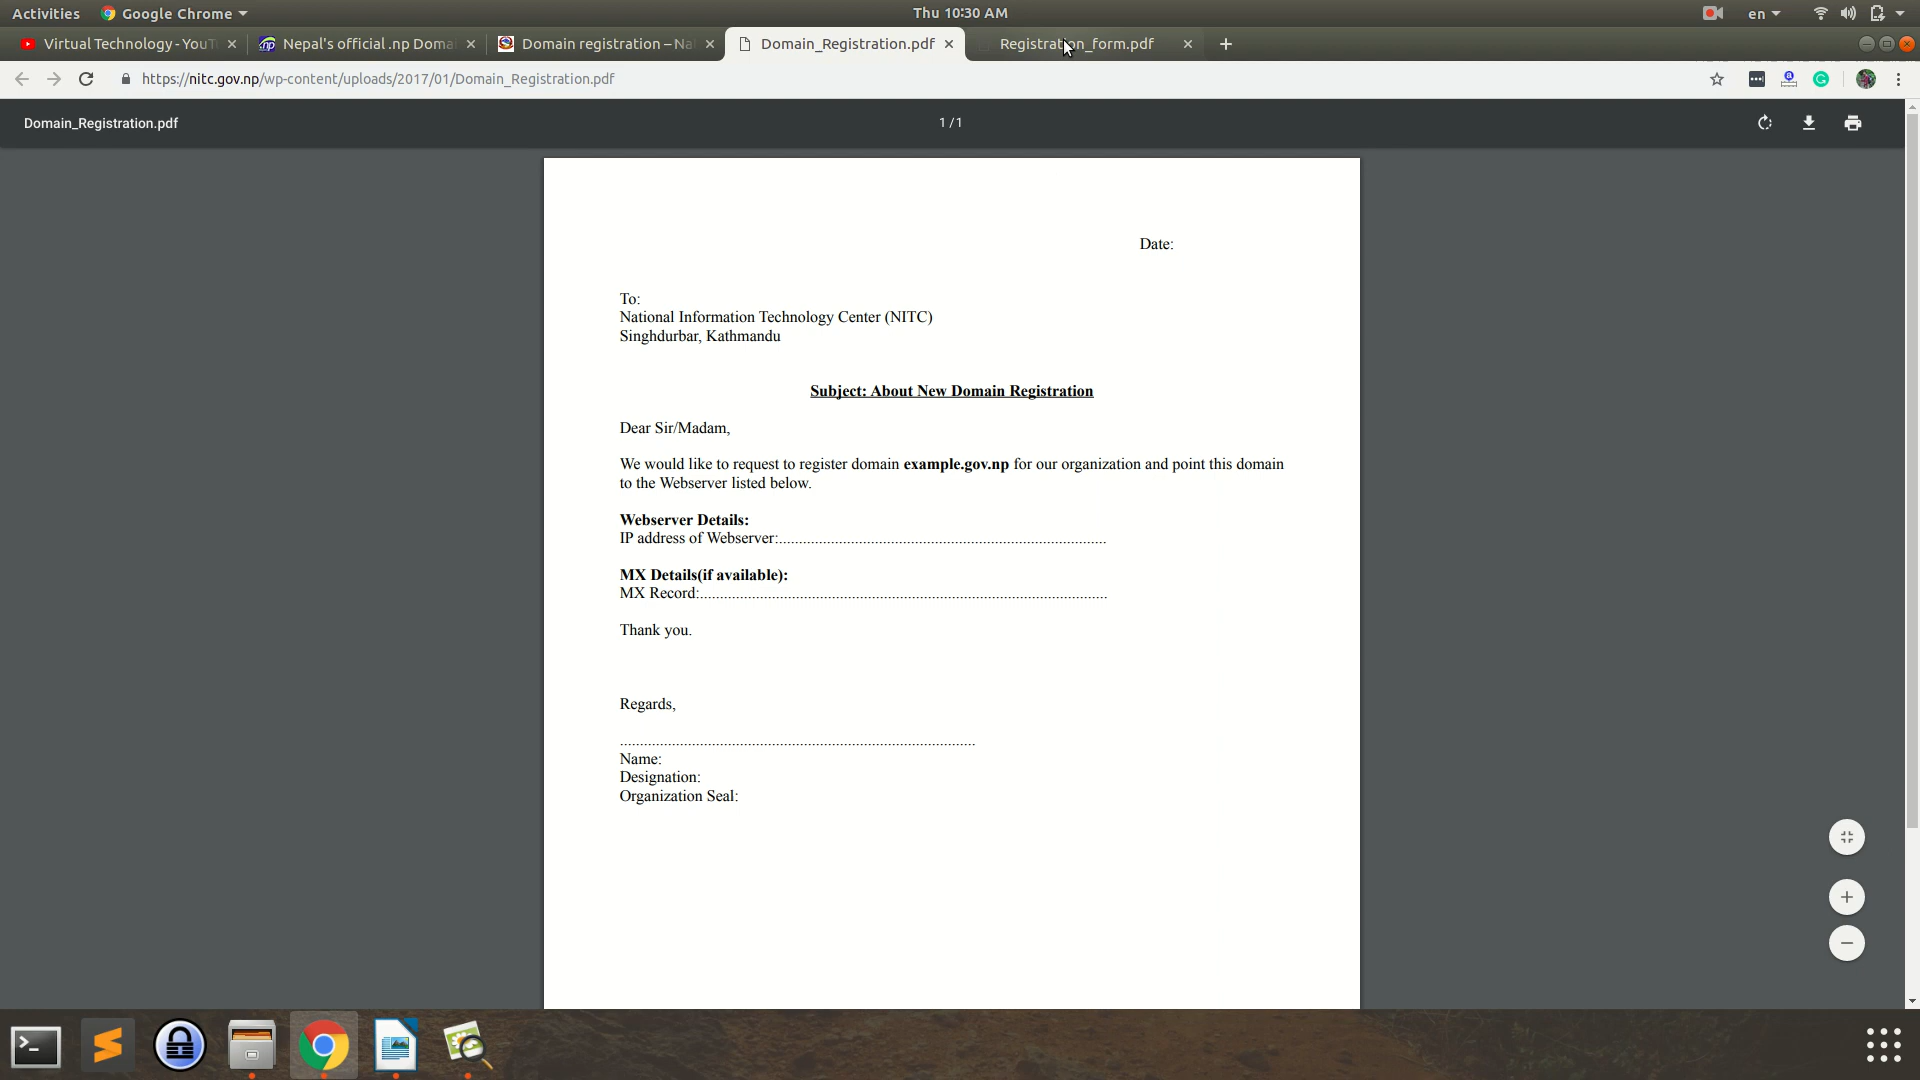 Activities
Google Chrome
Thu 10:30 AM
en
Virtual Technology - YouT
Nepal's official .np Doma
Domain registration – Na
Domain_Registration.pdf
Registration_form.pdf
https://nitc.gov.np/wp-content/uploads/2017/01/Domain_Registration.pdf
Domain_Registration.pdf
1 / 1
Date:
To:
National Information Technology Center (NITC)
Singhdurbar, Kathmandu
Subject: About New Domain Registration
Dear Sir/Madam,
We would like to request to register domain example.gov.np for our organization and point this domain
to the Webserver listed below.
Webserver Details:
IP address of Webserver:..................................................................................
MX Details(if available):
MX Record:......................................................................................................
Thank you.
Regards,
.........................................................................................
Name:
Designation:
Organization Seal: